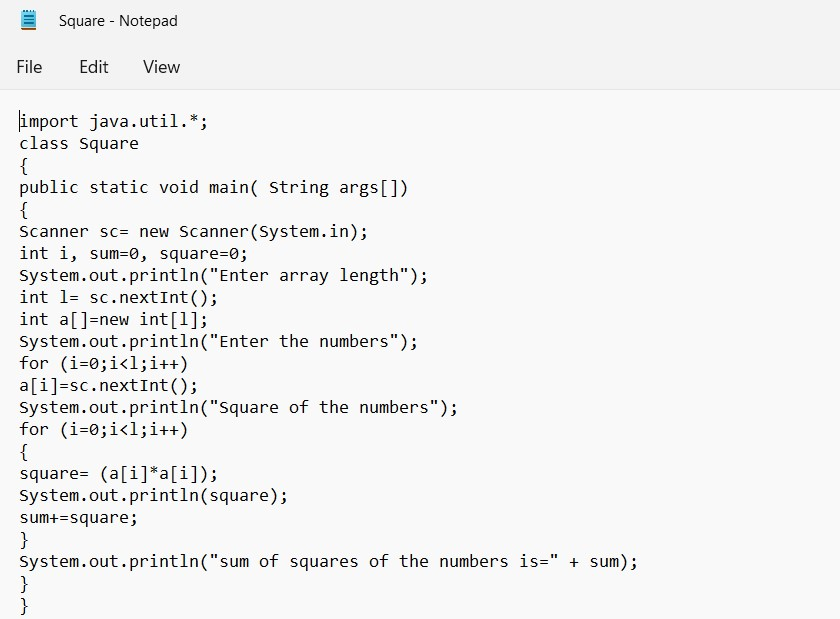 Square - Notepad
File Edit View
import java.util.*;
class Square
{
public static void main( String args[])
{
Scanner sc= new Scanner(System.in);
int i, sum=0, square=0;
System.out.println("Enter array length");
int l= sc.nextInt();
int a[]=new int[l];
System.out.println("Enter the numbers");
for (i=0;i<l;i++)
a[i]=sc.nextInt();
System.out.println("Square of the numbers");
for (i=0;i<l;i++)
{
square= (a[i]*a[i]);
System.out.println(square);
sum+=square;
}
System.out.println("sum of squares of the numbers is=" + sum);
}
}